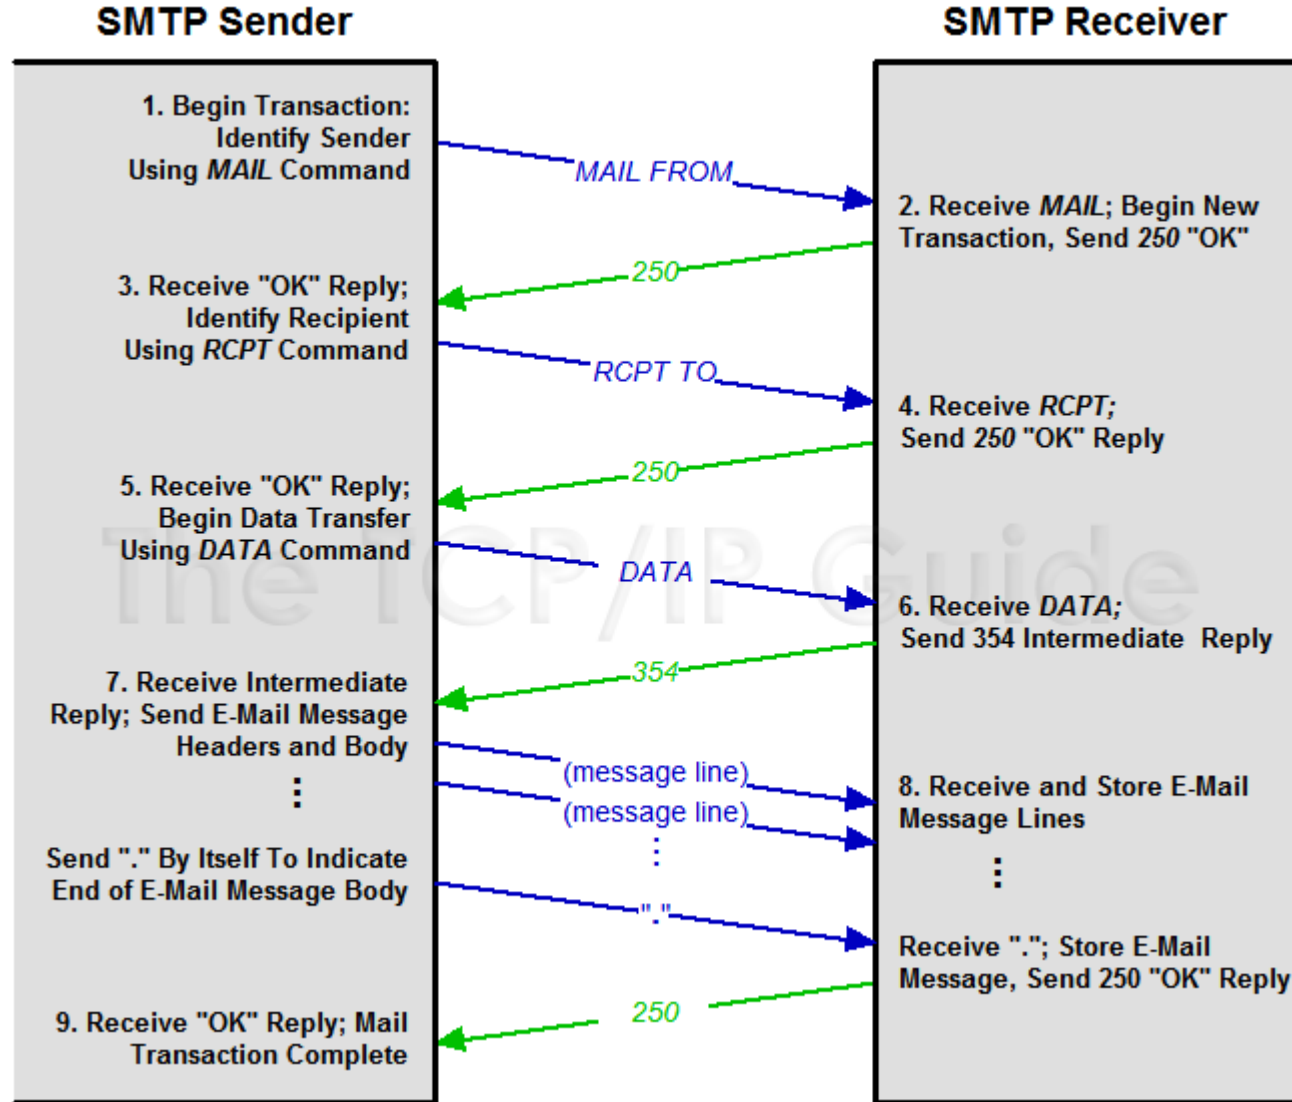 SMTP Sender
SMTP Receiver
1. Begin Transaction:
Identify Sender
Using MAIL Command
MAIL FROM
2. Receive MAIL; Begin New
Transaction, Send 250 "OK"
250
3. Receive "OK" Reply;
Identify Recipient
Using RCPT Command
RCPT TO
4. Receive RCPT;
Send 250 "OK" Reply
250
5. Receive "OK" Reply;
Begin Data Transfer
Using DATA Command
The TCP/IP Guide
DATA
6. Receive DATA;
Send 354 Intermediate Reply
354
7. Receive Intermediate
Reply; Send E-Mail Message
Headers and Body
(message line)
(message line)
8. Receive and Store E-Mail
Message Lines
Send "." By Itself To Indicate
End of E-Mail Message Body
"."
Receive "."; Store E-Mail
Message, Send 250 "OK" Reply
250
9. Receive "OK" Reply; Mail
Transaction Complete